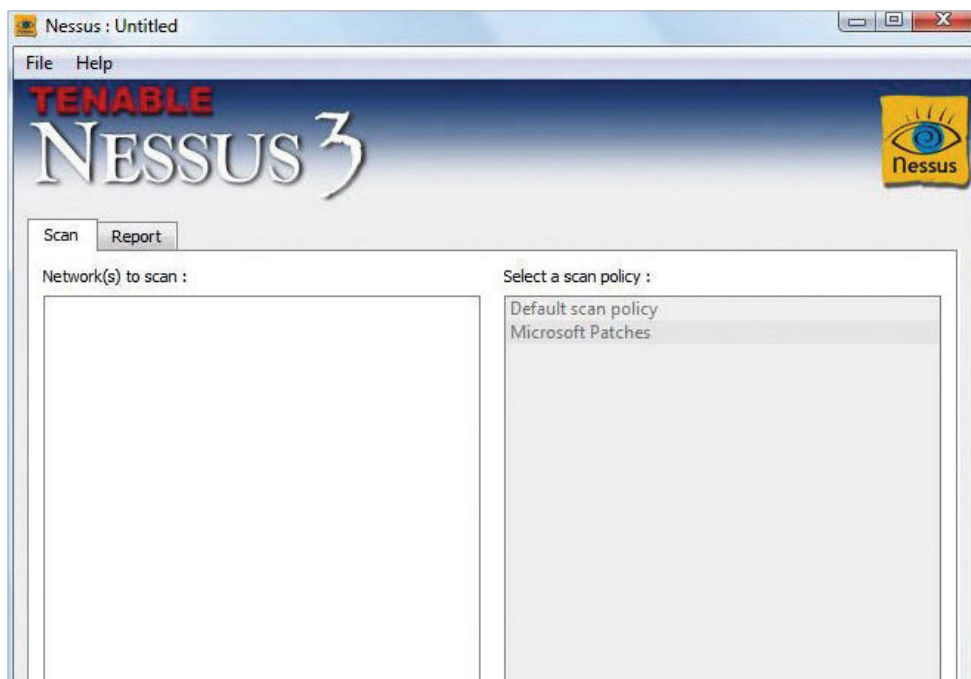 Nessus : Untitled
File Help
TENABLE
NESSUS 3
Nessus
Scan Report
Network(s) to scan :
Select a scan policy :
Default scan policy
Microsoft Patches